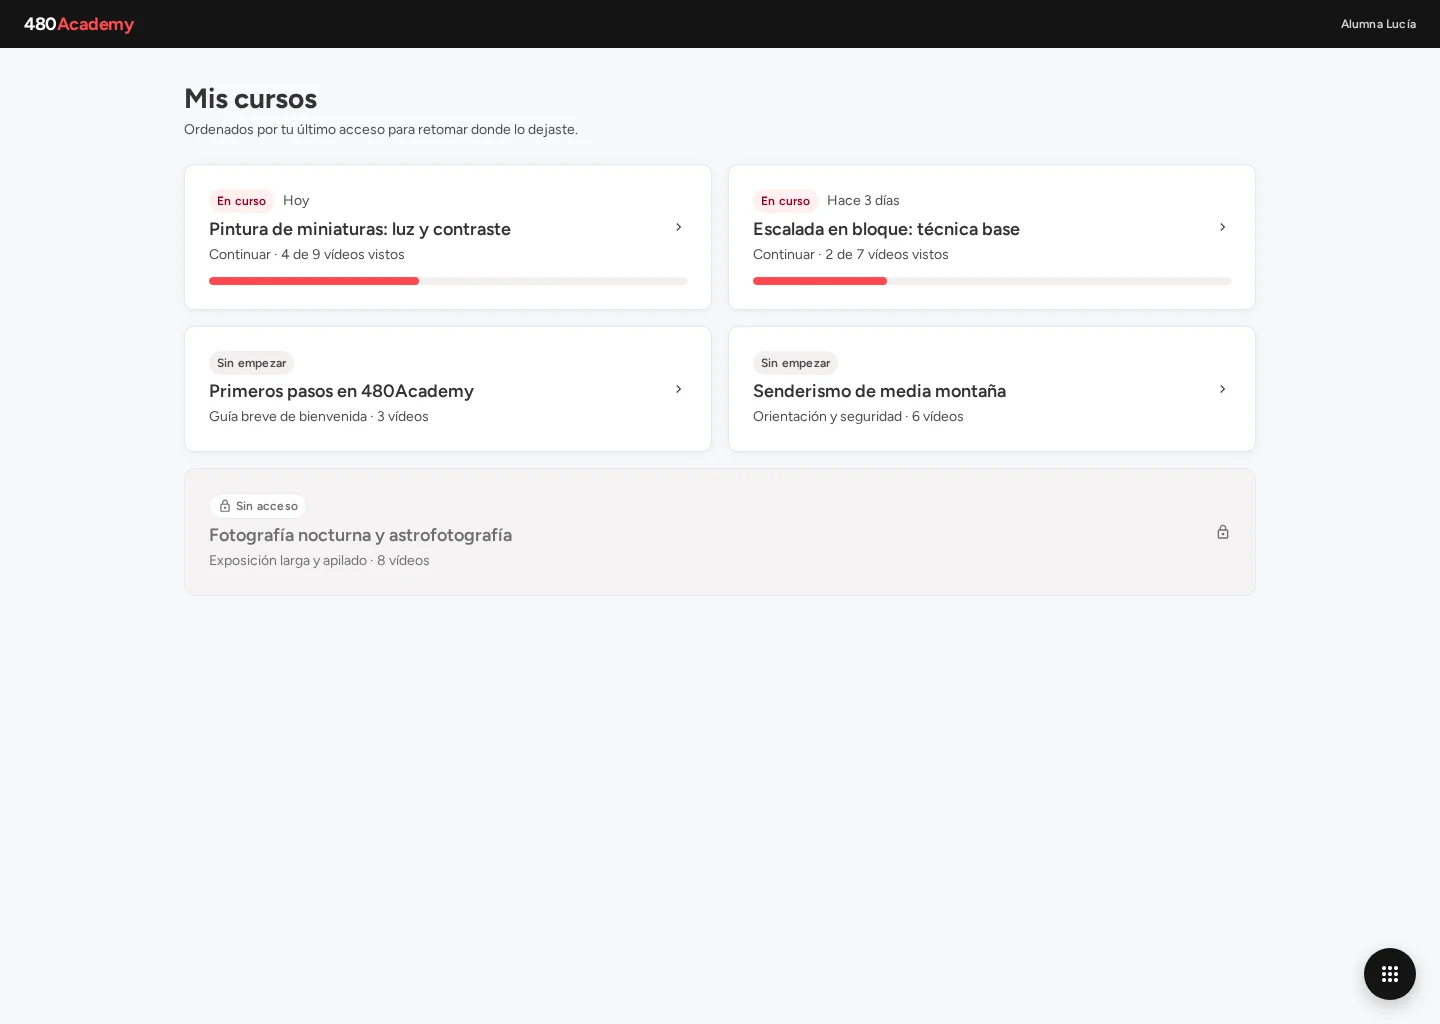 480Academy
Alumna Lucía
Mis cursos
Ordenados por tu último acceso para retomar donde lo dejaste.
En curso Hoy
Pintura de miniaturas: luz y contraste
Continuar · 4 de 9 vídeos vistos
En curso Hace 3 días
Escalada en bloque: técnica base
Continuar · 2 de 7 vídeos vistos
Sin empezar
Primeros pasos en 480Academy
Guía breve de bienvenida · 3 vídeos
Sin empezar
Senderismo de media montaña
Orientación y seguridad · 6 vídeos
Sin acceso
Fotografía nocturna y astrofotografía
Exposición larga y apilado · 8 vídeos